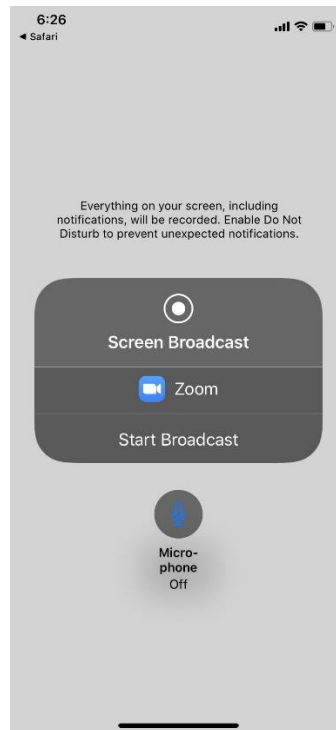 6:26
◀ Safari
Everything on your screen, including
notifications, will be recorded. Enable Do Not
Disturb to prevent unexpected notifications.
Screen Broadcast
Zoom
Start Broadcast
Micro-
phone
Off